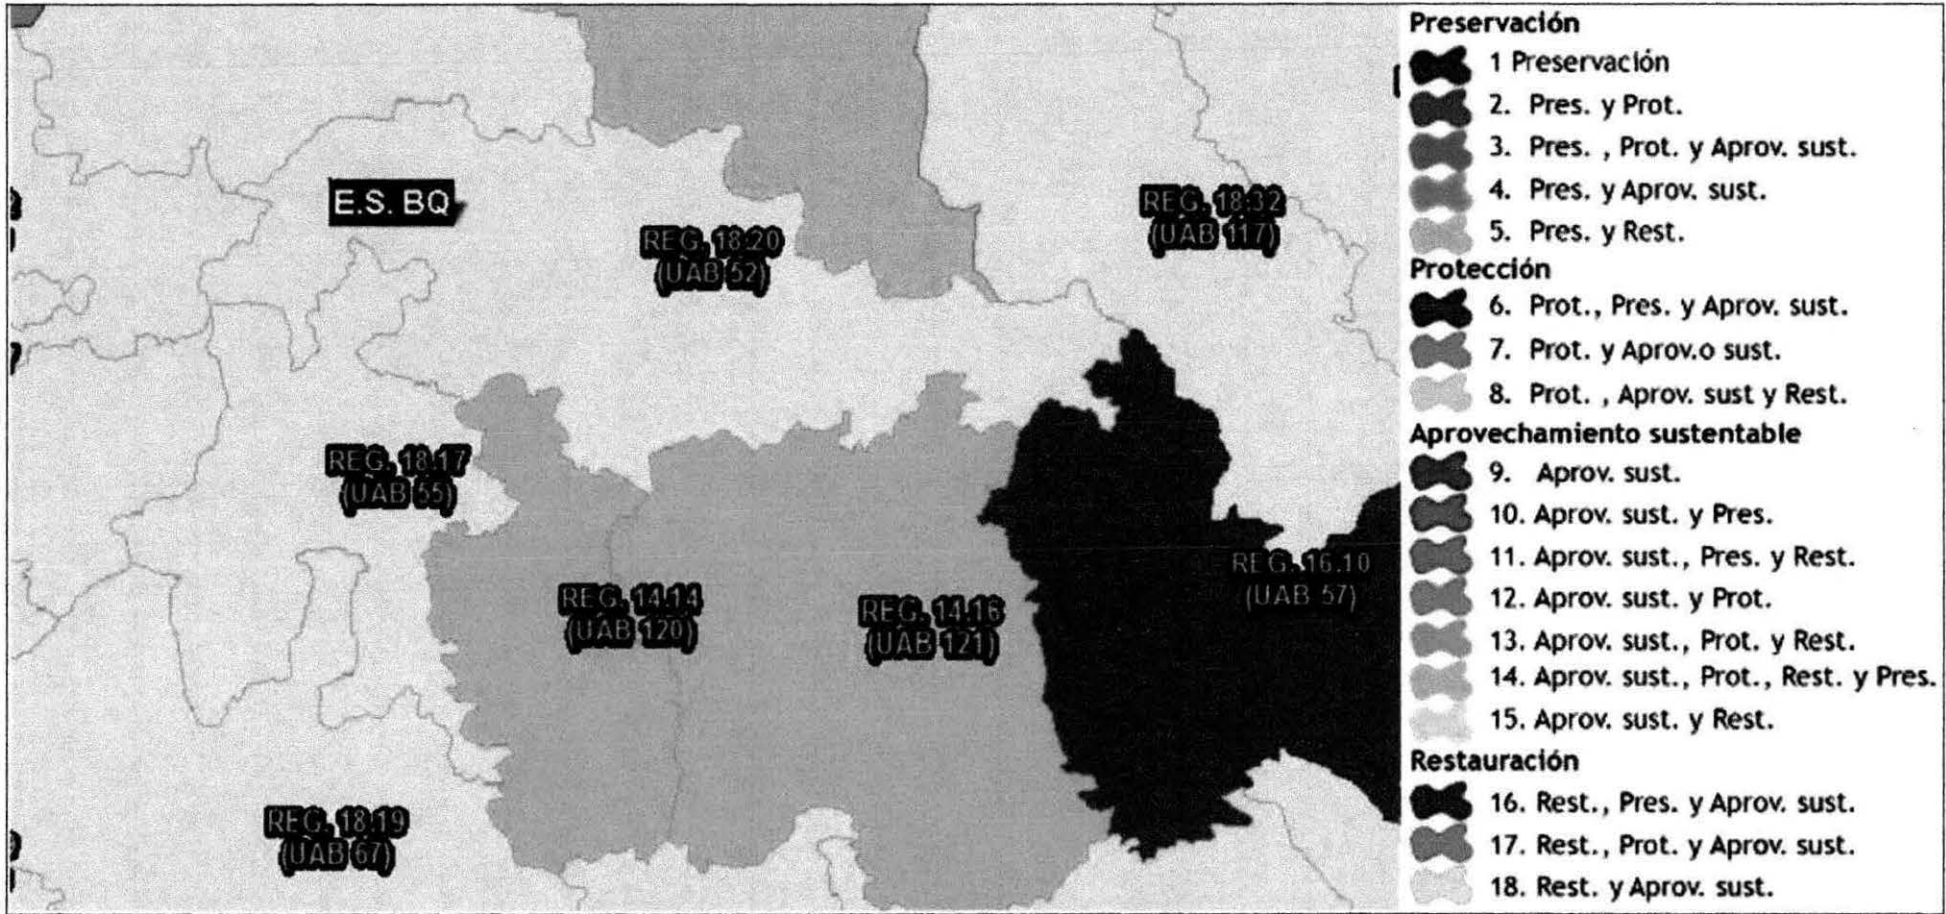 E.S. BQ
REG. 18.20
(UAB 52)
REG. 18.32
(UAB 117)
REG. 18.17
(UAB 55)
REG. 14.14
(UAB 120)
REG. 14.16
(UAB 121)
REG. 16.10
(UAB 57)
REG. 18.19
(UAB 67)
Preservación
1 Preservación
2. Pres. y Prot.
3. Pres. , Prot. y Aprov. sust.
4. Pres. y Aprov. sust.
5. Pres. y Rest.
Protección
6. Prot., Pres. y Aprov. sust.
7. Prot. y Aprov.o sust.
8. Prot. , Aprov. sust y Rest.
Aprovechamiento sustentable
9. Aprov. sust.
10. Aprov. sust. y Pres.
11. Aprov. sust., Pres. y Rest.
12. Aprov. sust. y Prot.
13. Aprov. sust., Prot. y Rest.
14. Aprov. sust., Prot., Rest. y Pres.
15. Aprov. sust. y Rest.
Restauración
16. Rest., Pres. y Aprov. sust.
17. Rest., Prot. y Aprov. sust.
18. Rest. y Aprov. sust.